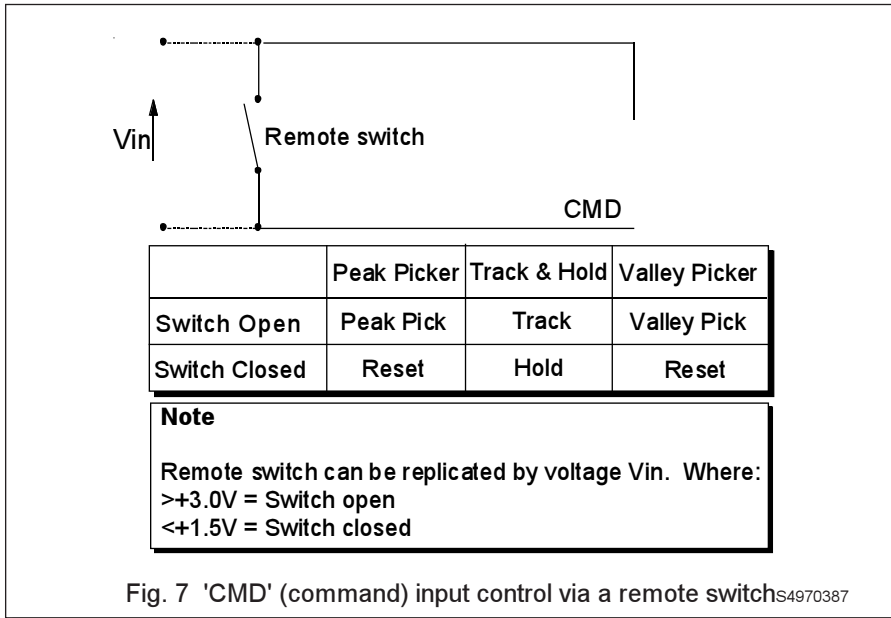 Vin
Remote switch
CMD
Peak Picker Track & Hold Valley Picker
Switch Open Peak Pick Track Valley Pick
Switch Closed Reset Hold Reset
Note
Remote switch can be replicated by voltage Vin. Where:
>+3.0V = Switch open
<+1.5V = Switch closed
Fig. 7 'CMD' (command) input control via a remote switch S4970387